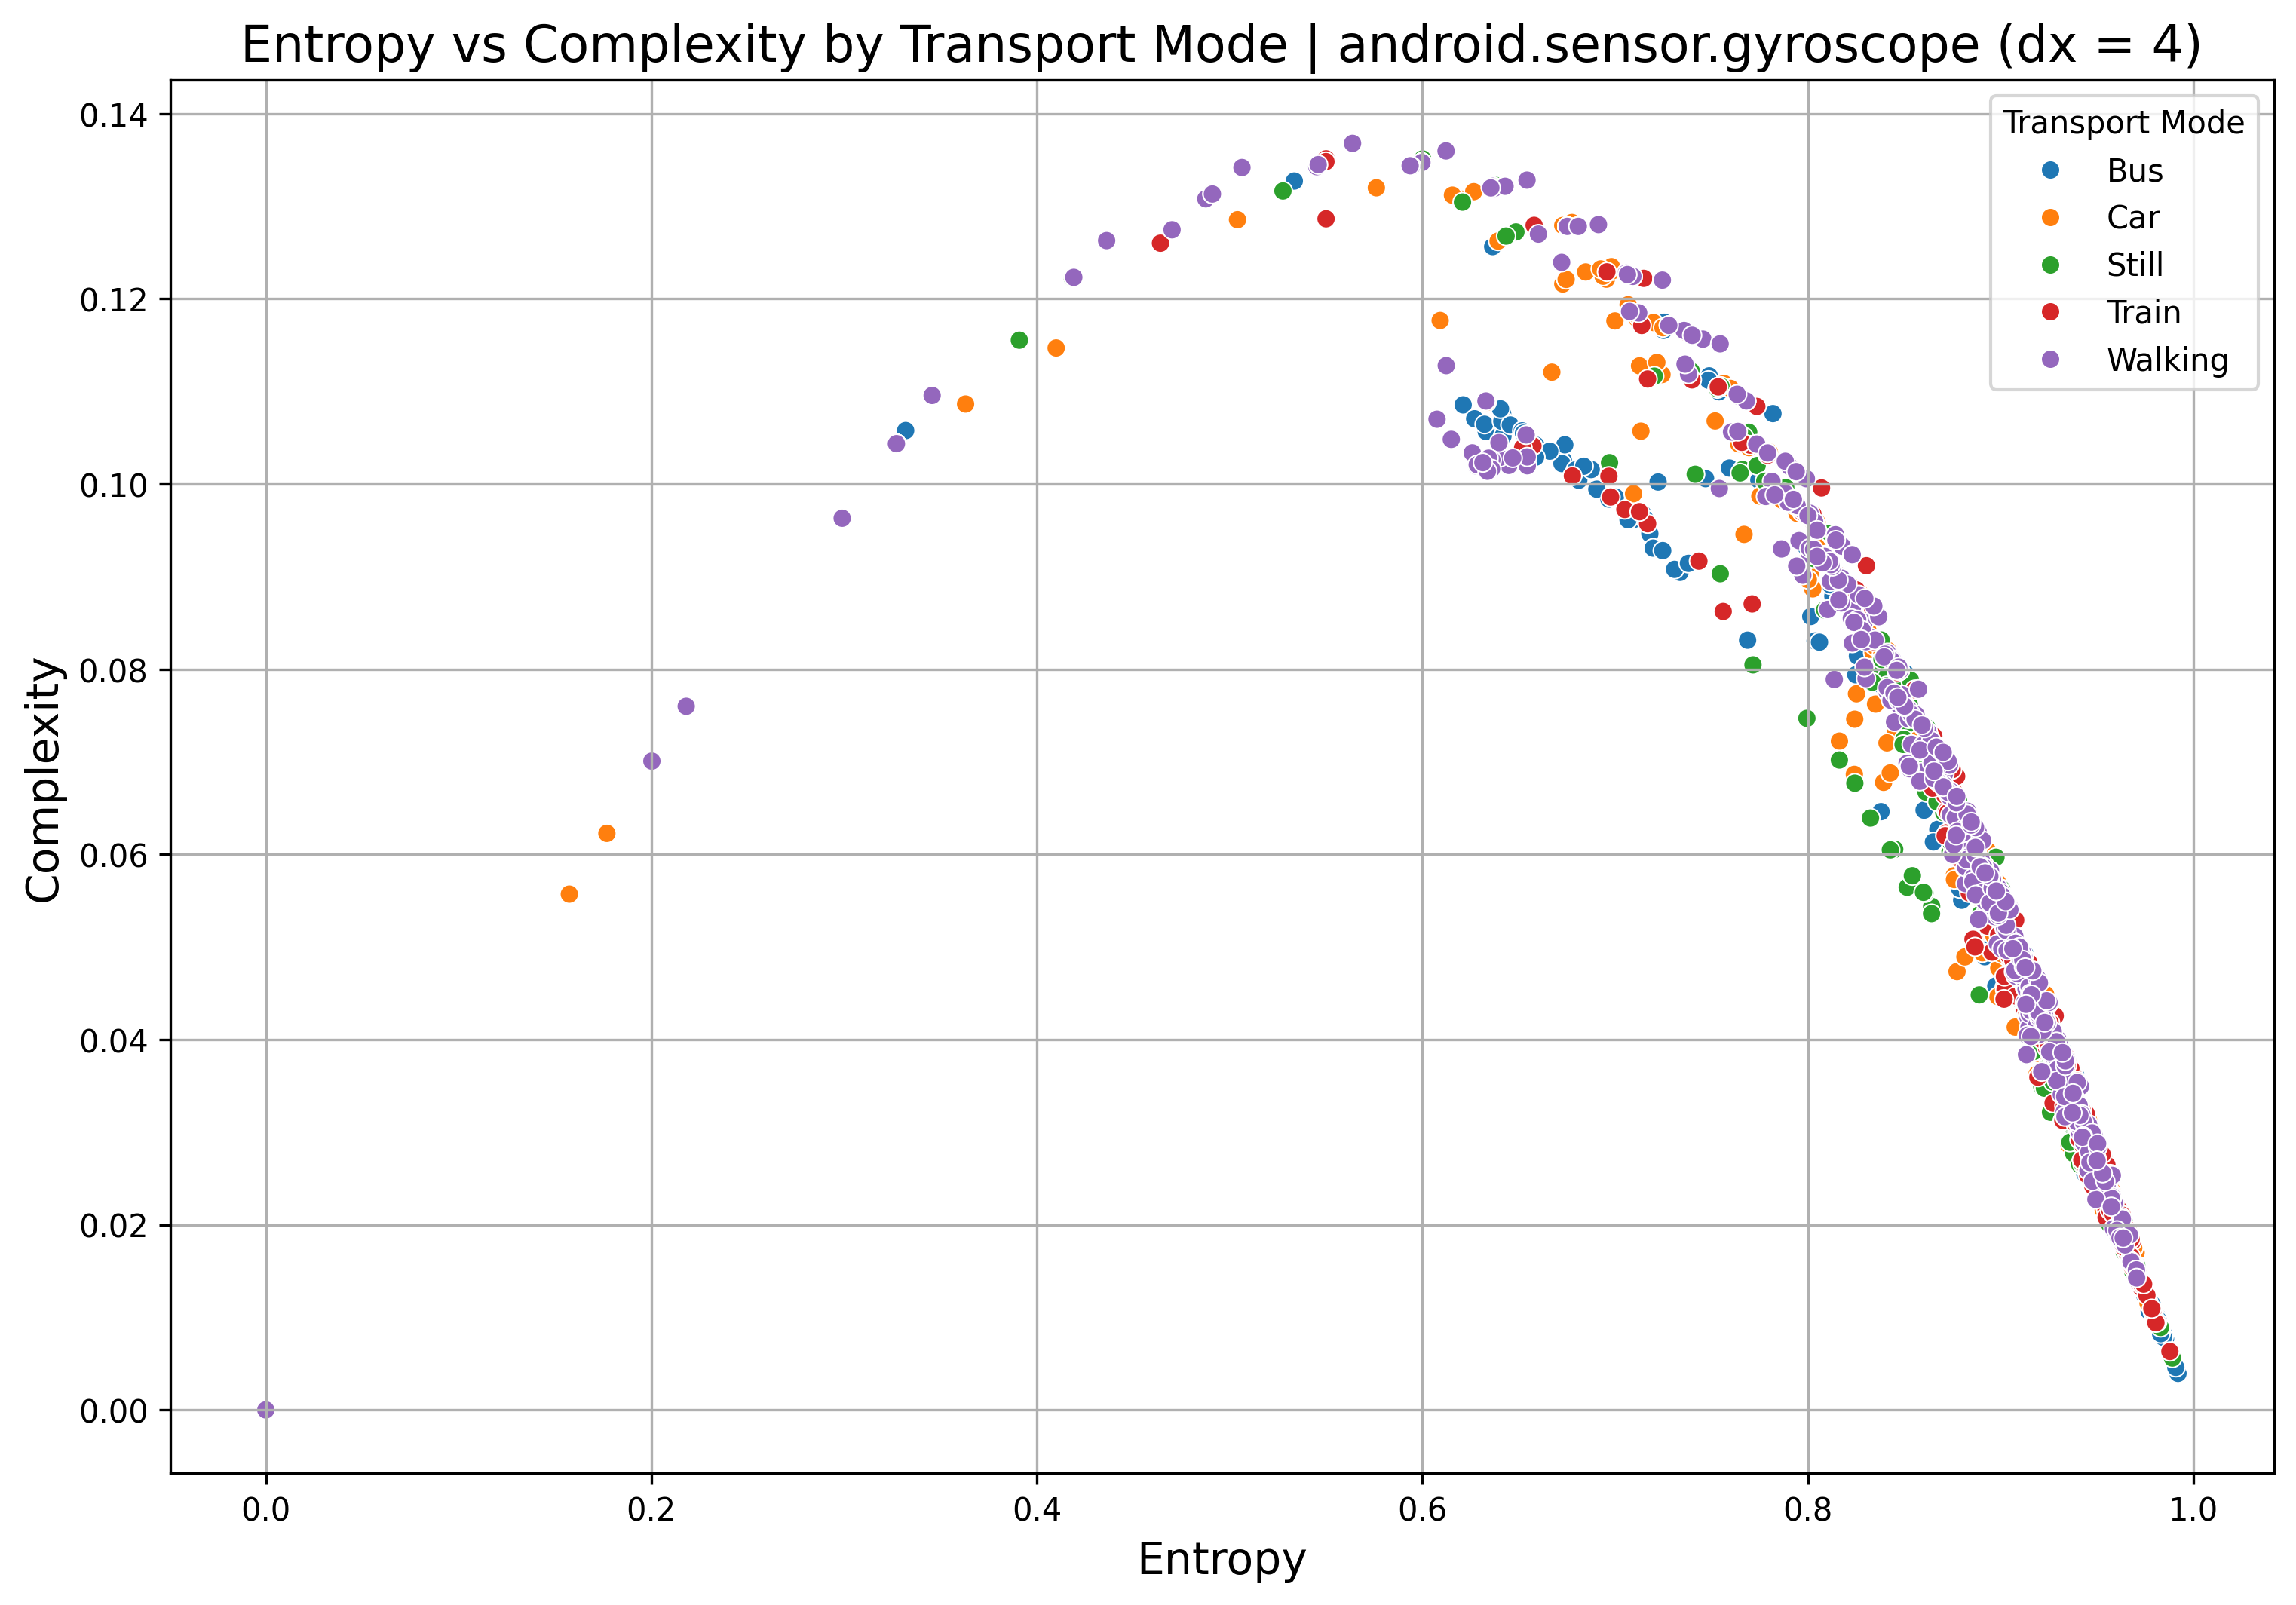 Entropy vs Complexity by Transport Mode | android.sensor.gyroscope (dx = 4)
Transport Mode
Bus
Car
Still
Train
Walking
Complexity
0.14
0.12
0.10
0.08
0.06
0.04
0.02
0.00
0.0 0.2 0.4 0.6 0.8 1.0
Entropy